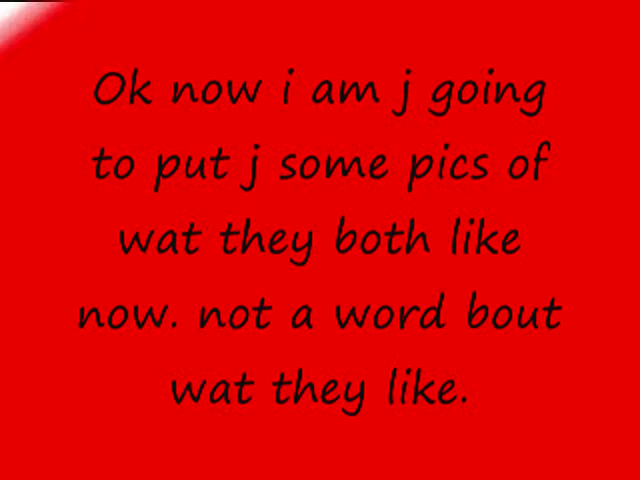 Ok now i am j going
to put j some pics of
wat they both like
now. not a word bout
wat they like.